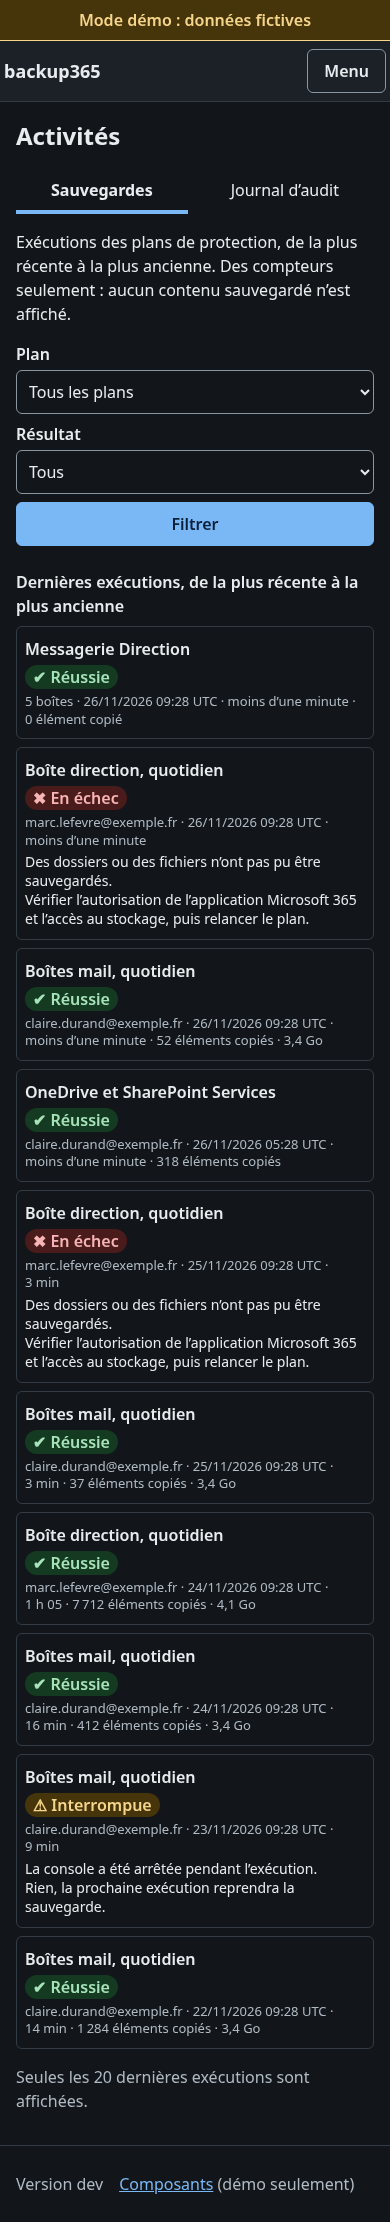 Mode démo : données fictives
backup365
Menu
Activités
Sauvegardes
Journal d’audit
Exécutions des plans de protection, de la plus
récente à la plus ancienne. Des compteurs
seulement : aucun contenu sauvegardé n’est
affiché.
Plan
Tous les plans
Résultat
Tous
Filtrer
Dernières exécutions, de la plus récente à la
plus ancienne
Messagerie Direction
✔ Réussie
5 boîtes · 26/11/2026 09:28 UTC · moins d’une minute ·
0 élément copié
Boîte direction, quotidien
✖ En échec
marc.lefevre@exemple.fr · 26/11/2026 09:28 UTC ·
moins d’une minute
Des dossiers ou des fichiers n’ont pas pu être
sauvegardés.
Vérifier l’autorisation de l’application Microsoft 365
et l’accès au stockage, puis relancer le plan.
Boîtes mail, quotidien
✔ Réussie
claire.durand@exemple.fr · 26/11/2026 09:28 UTC ·
moins d’une minute · 52 éléments copiés · 3,4 Go
OneDrive et SharePoint Services
✔ Réussie
claire.durand@exemple.fr · 26/11/2026 05:28 UTC ·
moins d’une minute · 318 éléments copiés
Boîte direction, quotidien
✖ En échec
marc.lefevre@exemple.fr · 25/11/2026 09:28 UTC ·
3 min
Des dossiers ou des fichiers n’ont pas pu être
sauvegardés.
Vérifier l’autorisation de l’application Microsoft 365
et l’accès au stockage, puis relancer le plan.
Boîtes mail, quotidien
✔ Réussie
claire.durand@exemple.fr · 25/11/2026 09:28 UTC ·
3 min · 37 éléments copiés · 3,4 Go
Boîte direction, quotidien
✔ Réussie
marc.lefevre@exemple.fr · 24/11/2026 09:28 UTC ·
1 h 05 · 7 712 éléments copiés · 4,1 Go
Boîtes mail, quotidien
✔ Réussie
claire.durand@exemple.fr · 24/11/2026 09:28 UTC ·
16 min · 412 éléments copiés · 3,4 Go
Boîtes mail, quotidien
⚠ Interrompue
claire.durand@exemple.fr · 23/11/2026 09:28 UTC ·
9 min
La console a été arrêtée pendant l’exécution.
Rien, la prochaine exécution reprendra la
sauvegarde.
Boîtes mail, quotidien
✔ Réussie
claire.durand@exemple.fr · 22/11/2026 09:28 UTC ·
14 min · 1 284 éléments copiés · 3,4 Go
Seules les 20 dernières exécutions sont
affichées.
Version dev Composants (démo seulement)